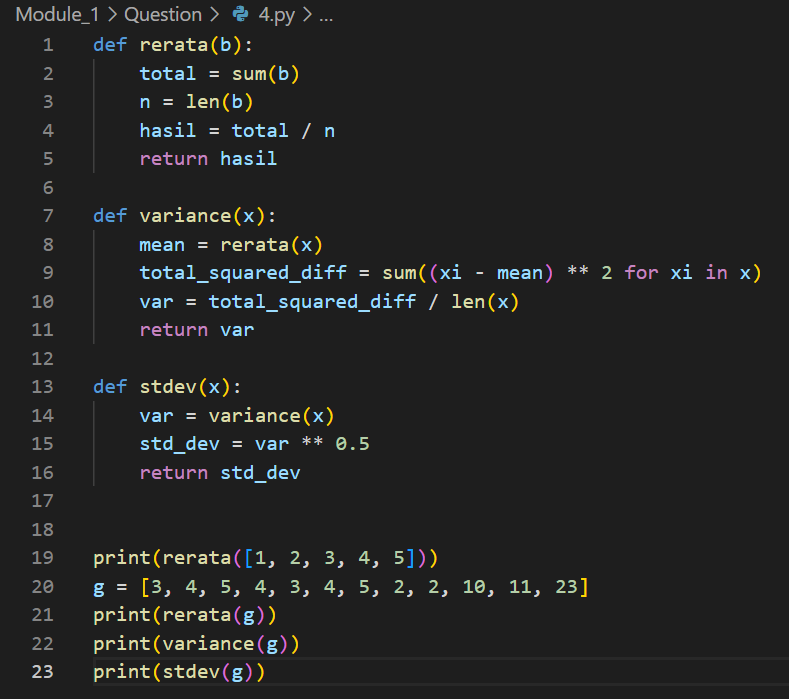 Module_1 > Question > 4.py > ...
1 def rerata(b):
2     total = sum(b)
3     n = len(b)
4     hasil = total / n
5     return hasil
6
7 def variance(x):
8     mean = rerata(x)
9     total_squared_diff = sum((xi - mean) ** 2 for xi in x)
10     var = total_squared_diff / len(x)
11     return var
12
13 def stdev(x):
14     var = variance(x)
15     std_dev = var ** 0.5
16     return std_dev
17
18
19 print(rerata([1, 2, 3, 4, 5]))
20 g = [3, 4, 5, 4, 3, 4, 5, 2, 2, 10, 11, 23]
21 print(rerata(g))
22 print(variance(g))
23 print(stdev(g))